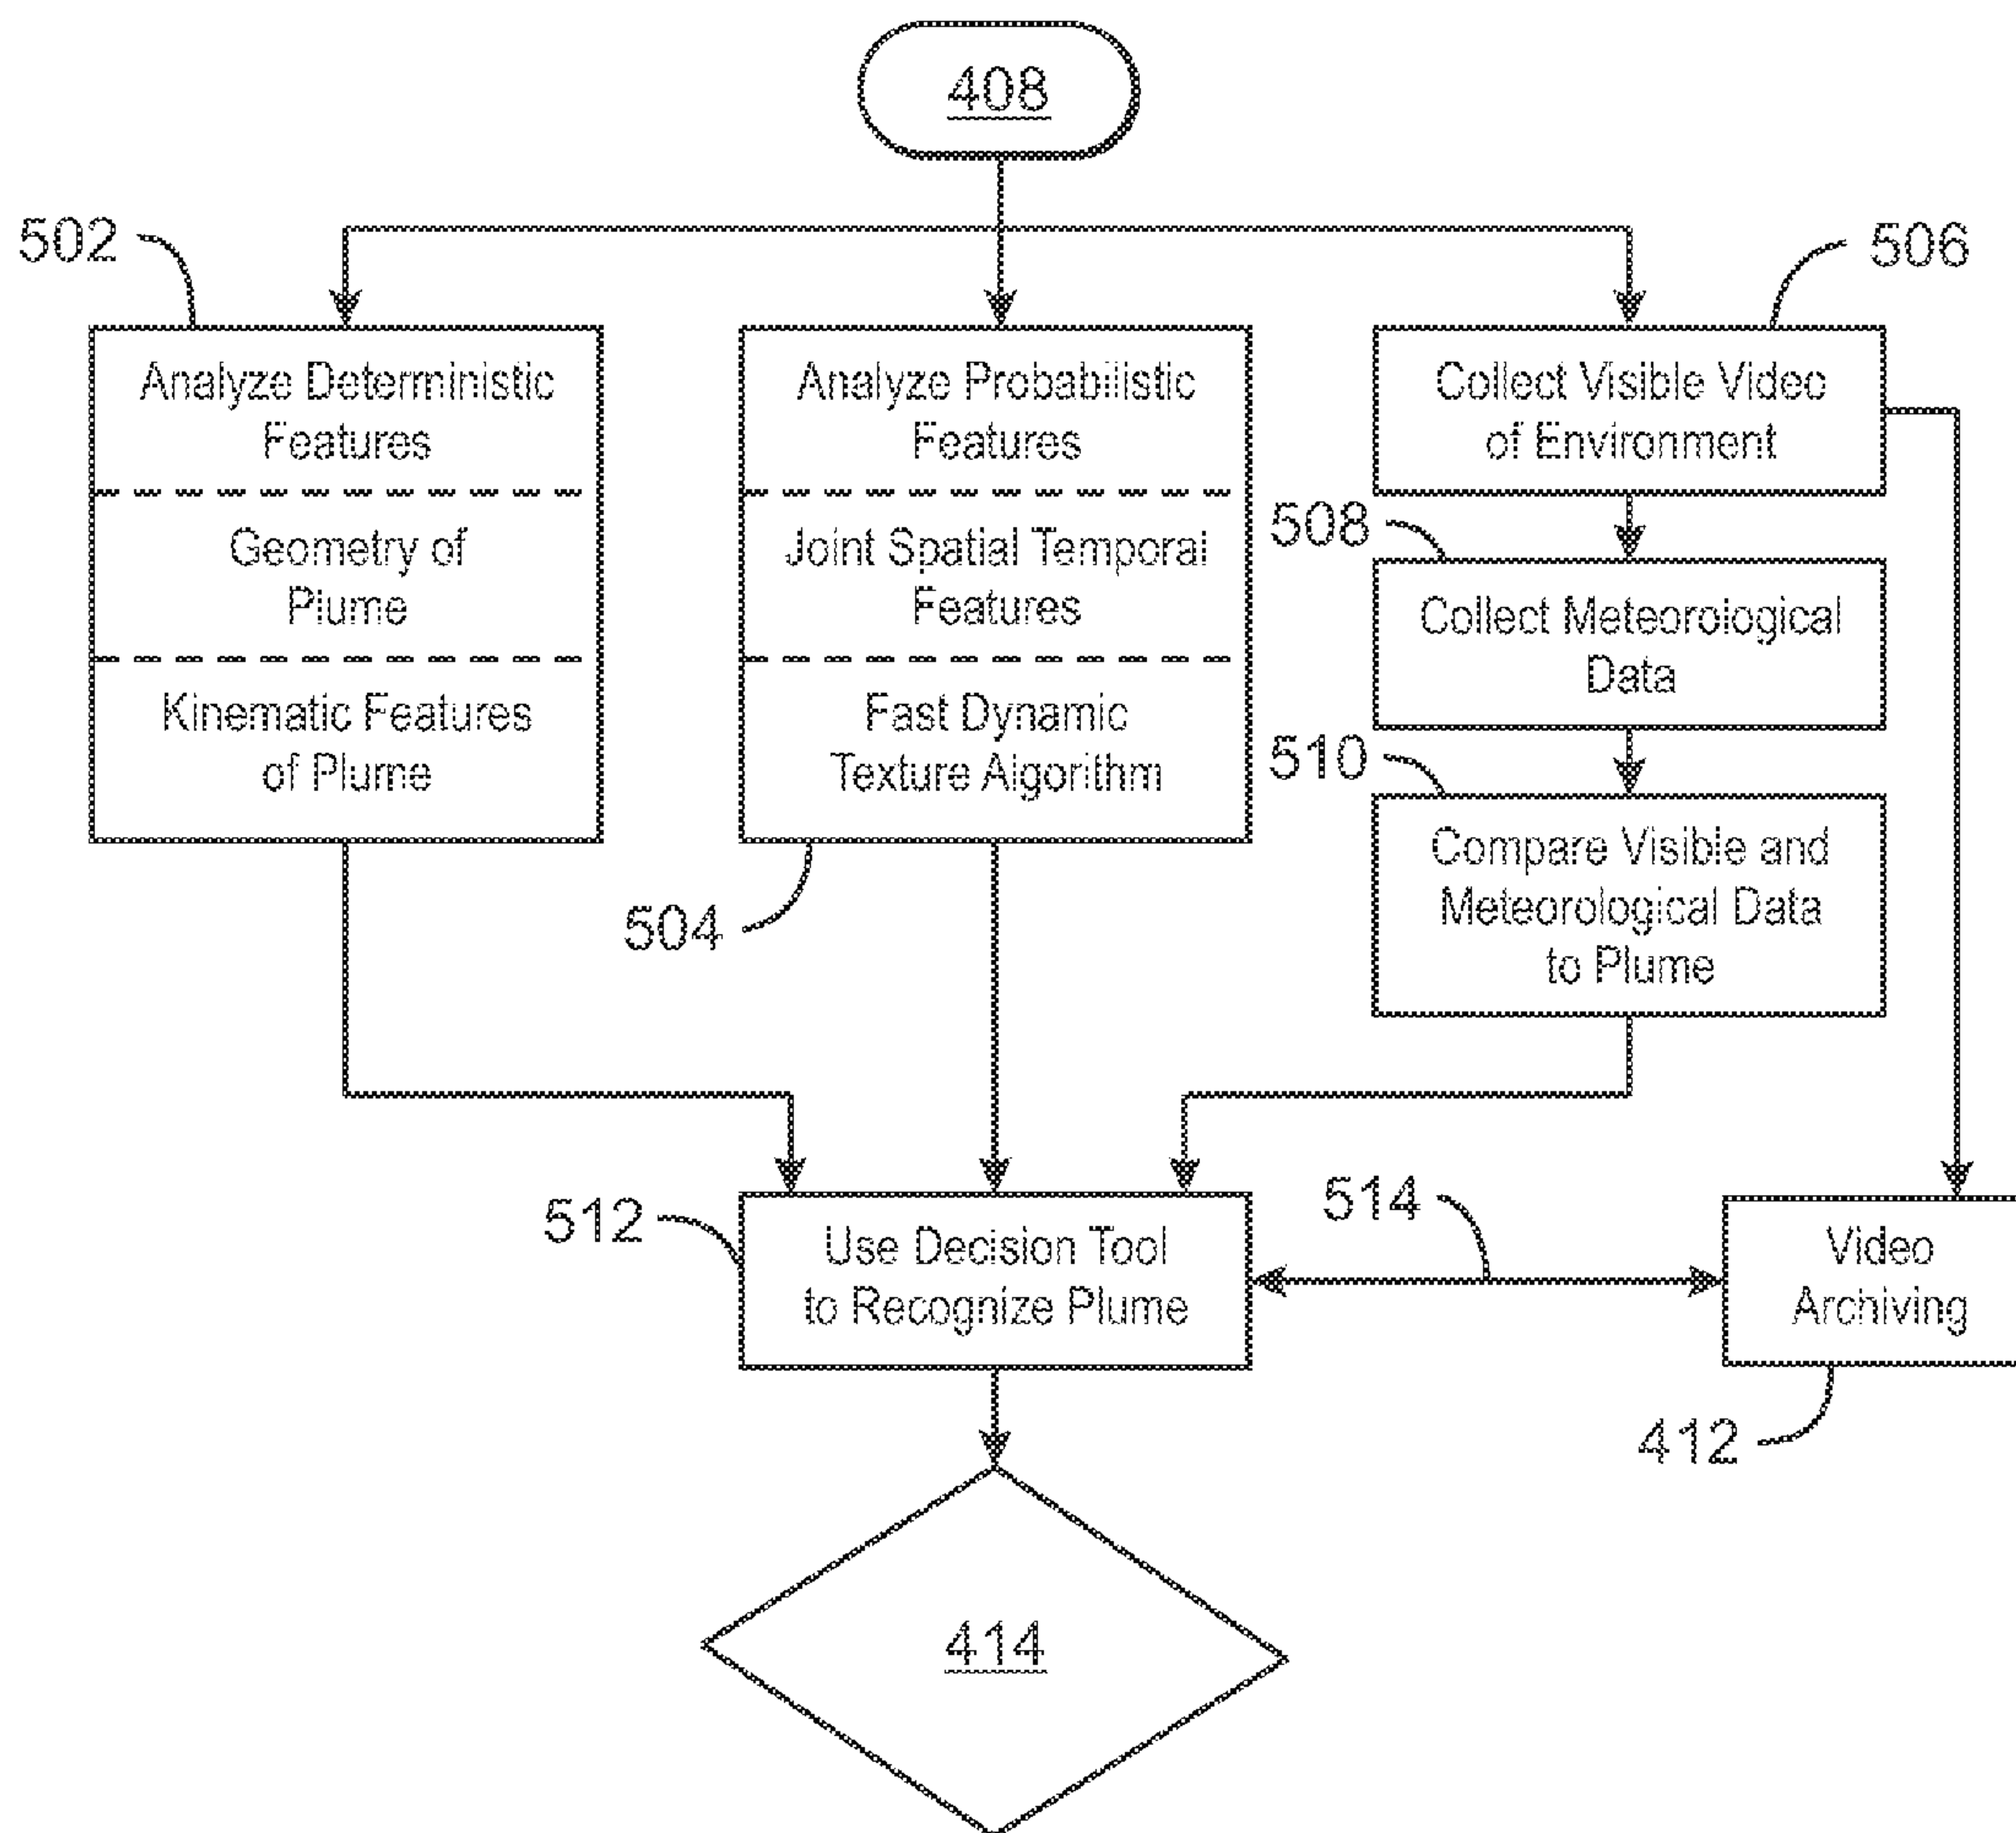 408
502
506
Analyze Deterministic
Features
Geometry of
Plume
Kinematic Features
of Plume
Analyze Probabilistic
Features
Joint Spatial Temporal
Features
Fast Dynamic
Texture Algorithm
504
Collect Visible Video
of Environment
508
Collect Meteorological
Data
510
Compare Visible and
Meteorological Data
to Plume
512
Use Decision Tool
to Recognize Plume
514
Video
Archiving
412
414